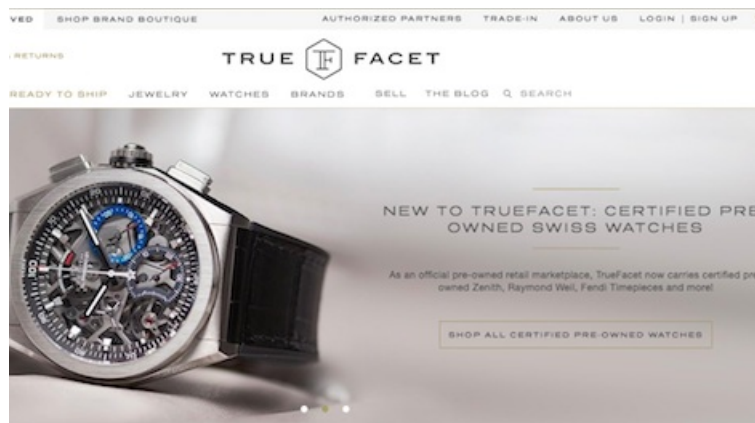 VED SHOP BRAND BOUTIQUE AUTHORIZED PARTNERS TRADE-IN ABOUT US LOGIN | SIGN UP
RETURNS
TRUE TF FACET
READY TO SHIP JEWELRY WATCHES BRANDS SELL THE BLOG SEARCH
NEW TO TRUEFACET: CERTIFIED PRE
OWNED SWISS WATCHES
As an official pre-owned retail marketplace, TrueFacet now carries certified pre
owned Zenith, Raymond Weil, Fendi Timepieces and more!
SHOP ALL CERTIFIED PRE-OWNED WATCHES
100